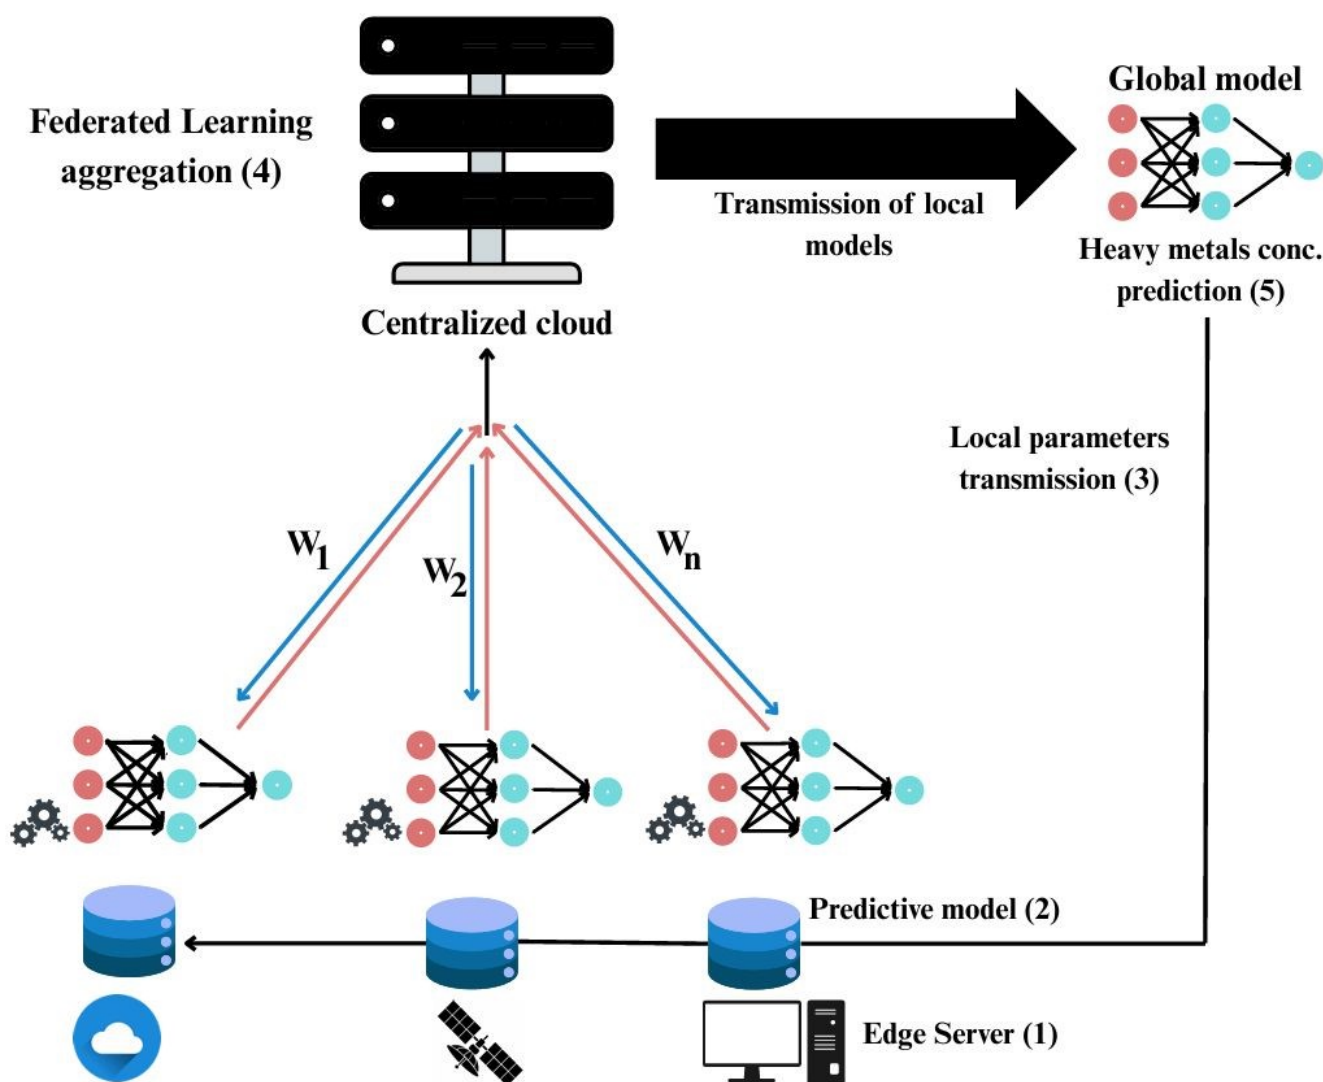 Federated Learning
aggregation (4)
Centralized cloud
Transmission of local
models
Global model
Heavy metals conc.
prediction (5)
Local parameters
transmission (3)
W1
W2
Wn
Predictive model (2)
Edge Server (1)